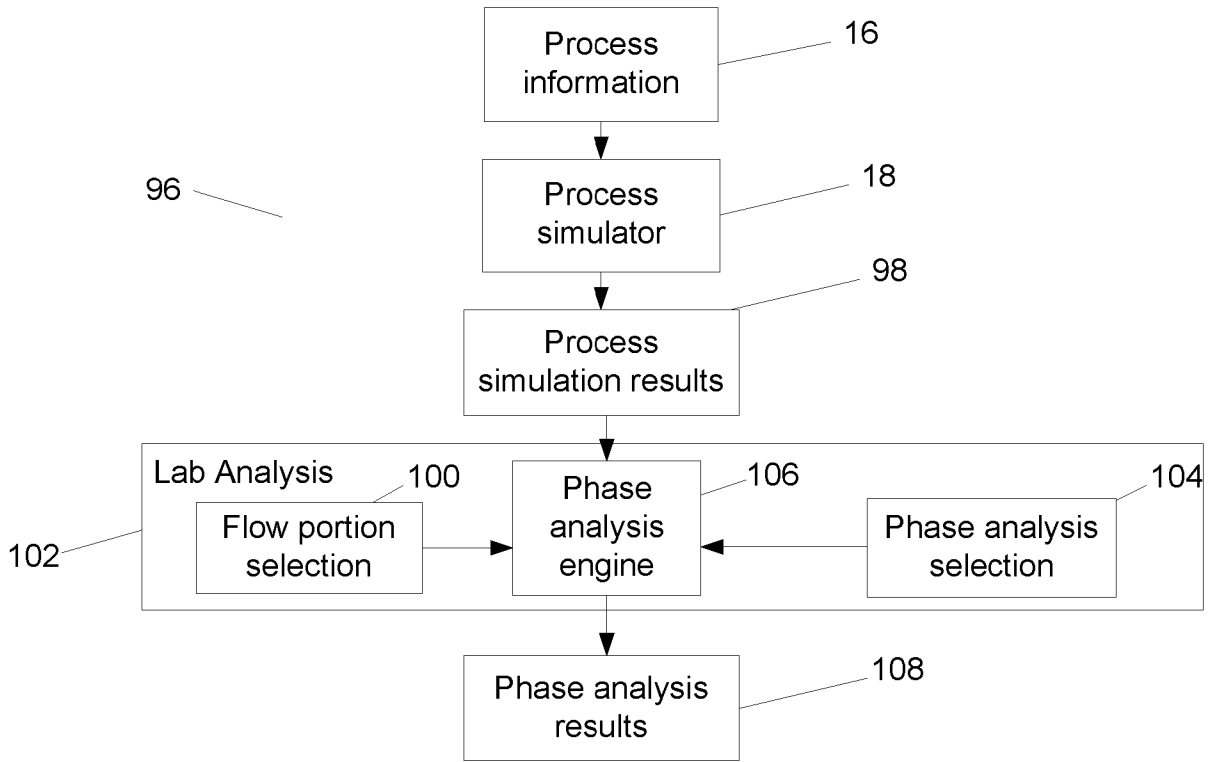 Process
information
16
96
Process
simulator
18
98
Process
simulation results
Lab Analysis
100
Flow portion
selection
Phase
analysis
engine
106
104
Phase analysis
selection
102
Phase analysis
results
108